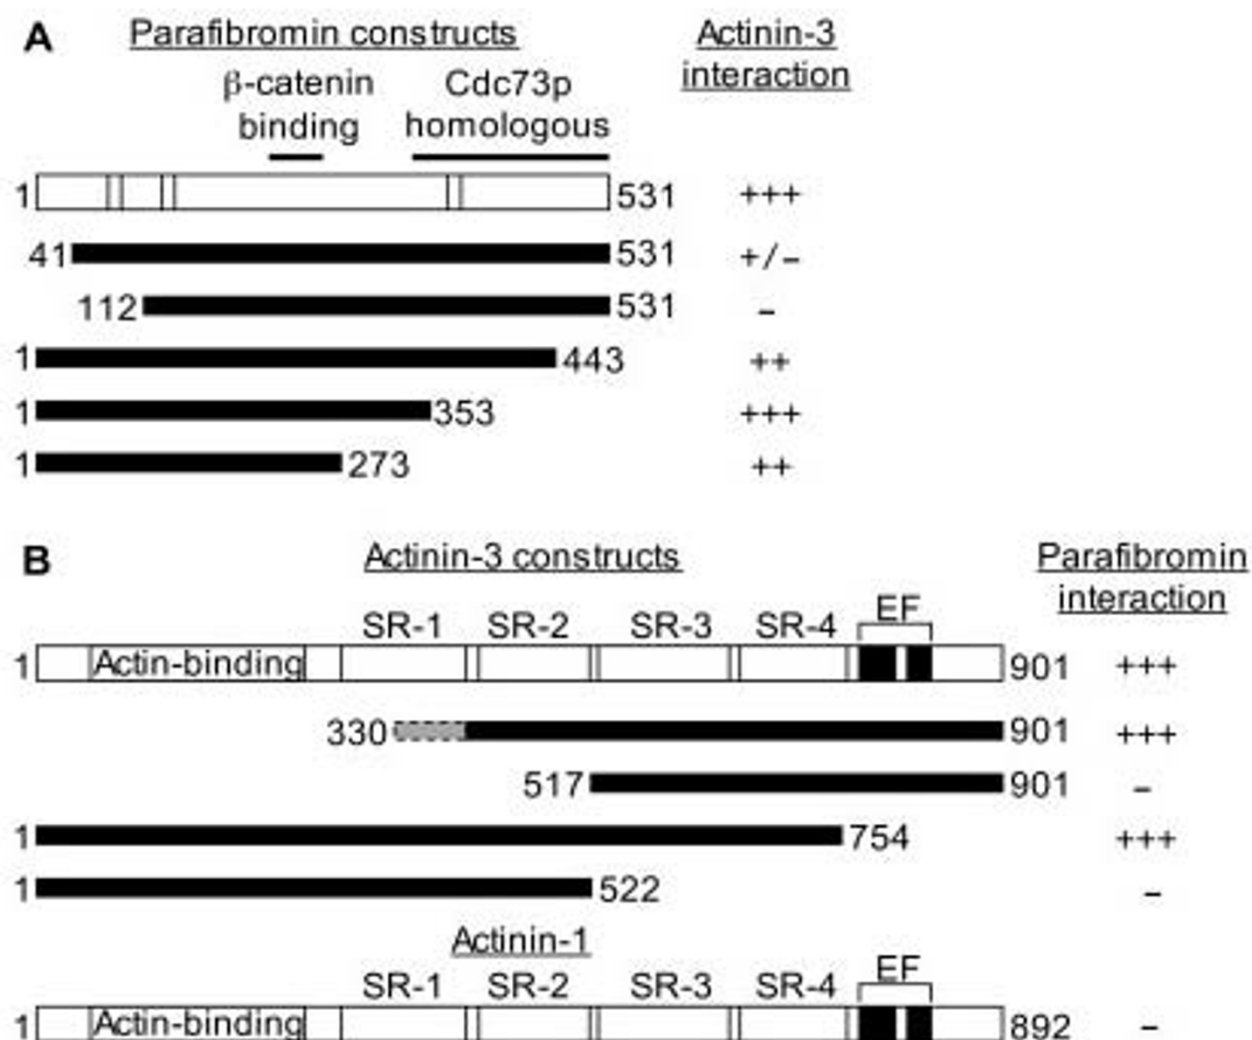 A Parafibromin constructs Actinin-3
interaction
β-catenin Cdc73p
binding homologous
1 531 +++
41 531 +/–
112 531 –
1 443 ++
1 353 +++
1 273 ++
B Actinin-3 constructs Parafibromin
interaction
SR-1 SR-2 SR-3 SR-4 EF
1 Actin-binding 901 +++
330 901 +++
517 901 –
1 754 +++
1 522 –
Actinin-1
SR-1 SR-2 SR-3 SR-4 EF
1 Actin-binding 892 –